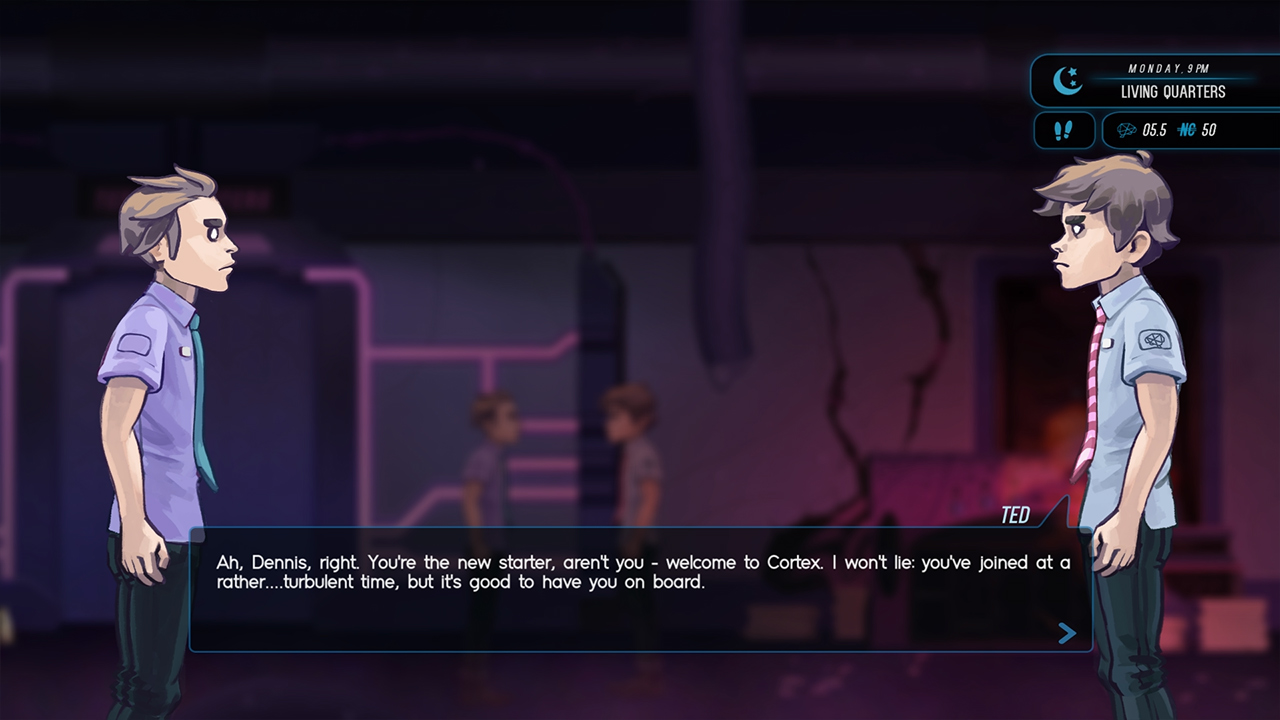 MONDAY, 9PM
LIVING QUARTERS
05.5 NC 50
TED
Ah, Dennis, right. You're the new starter, aren't you - welcome to Cortex. I won't lie: you've joined at a
rather....turbulent time, but it's good to have you on board.